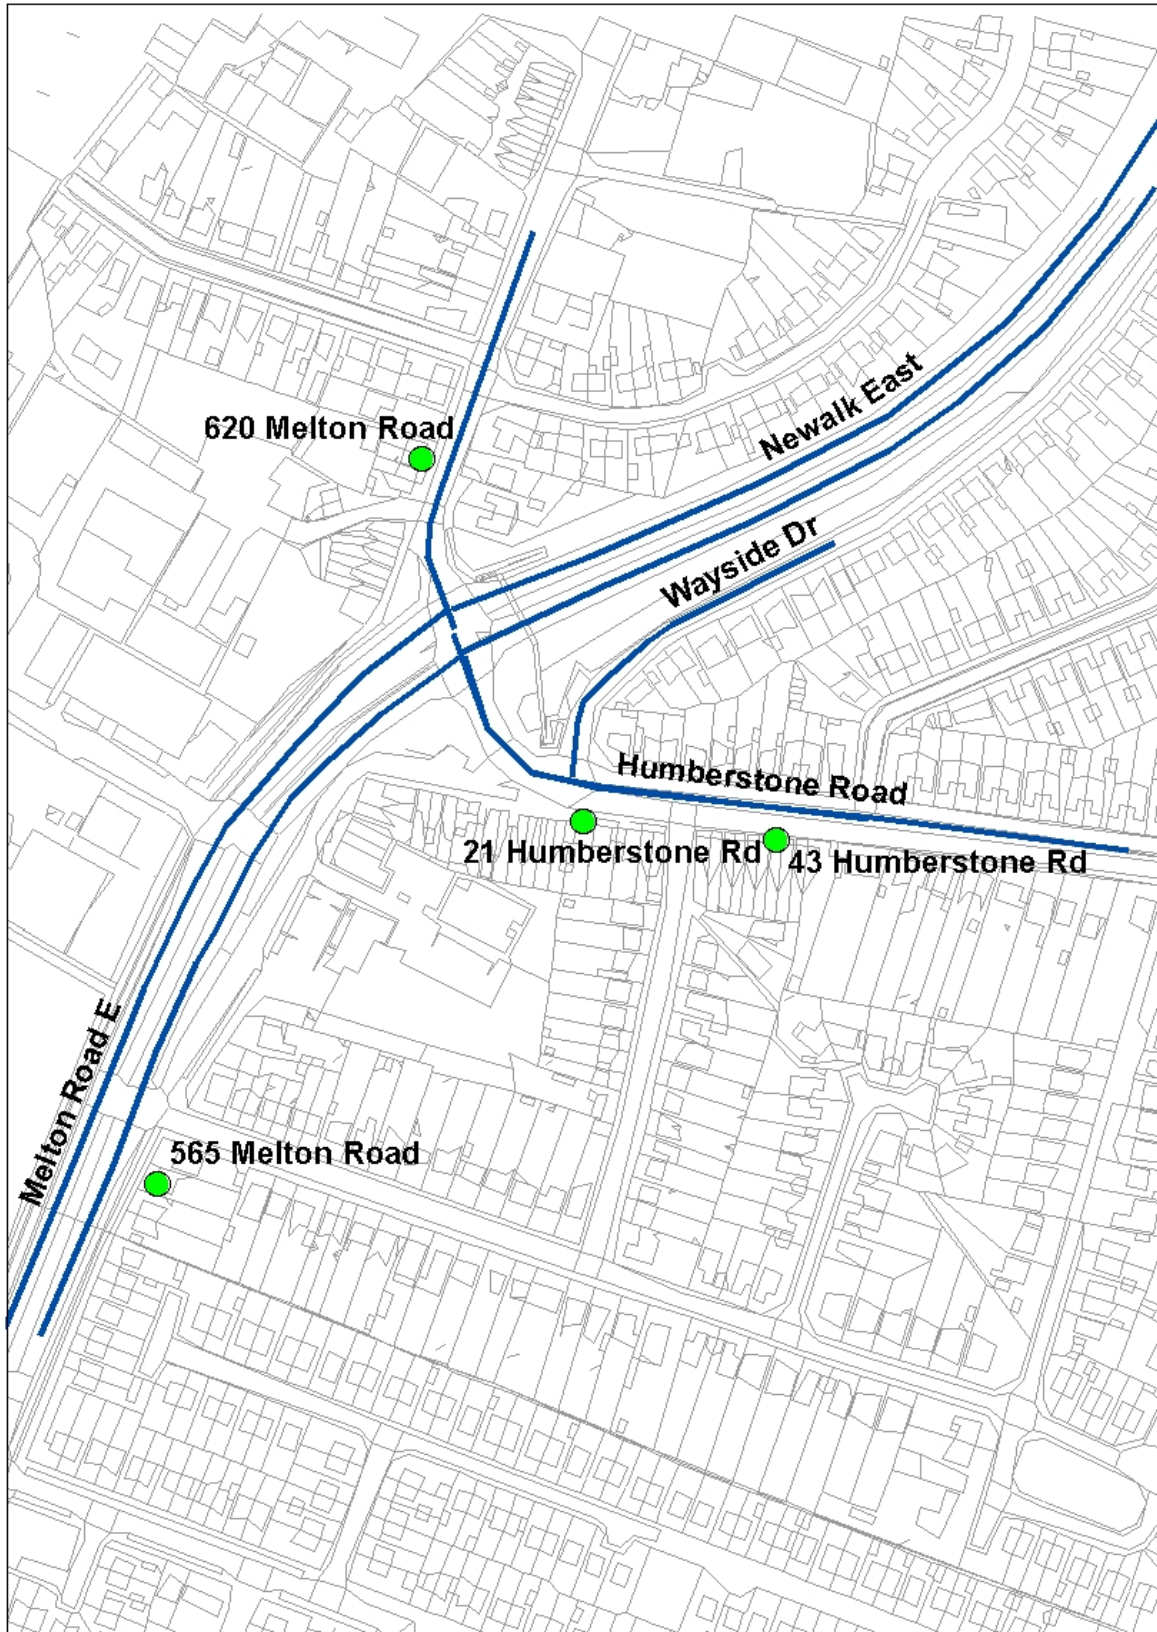 Newalk East
620 Melton Road
Wayside Dr
Humberstone Road
21 Humberstone Rd
43 Humberstone Rd
Melton Road E
565 Melton Road